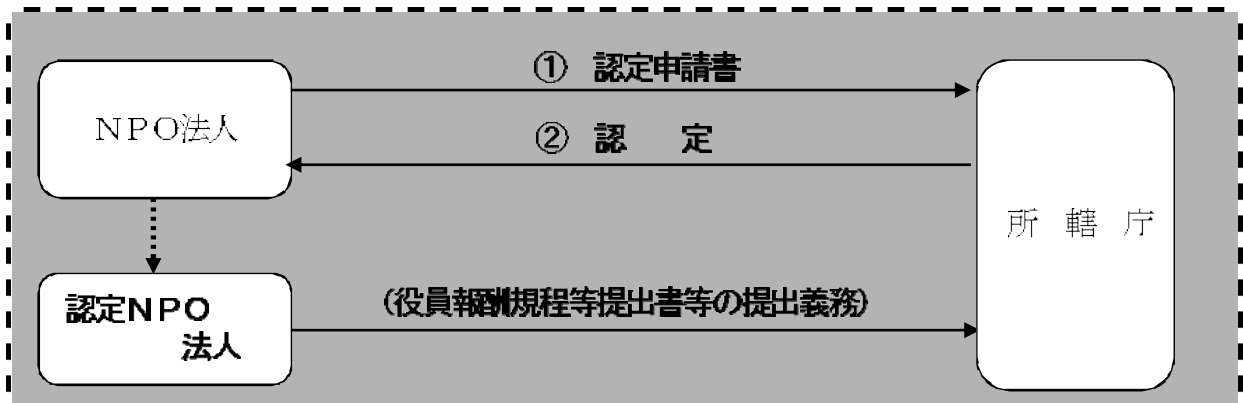 ① 認定申請書
NPO法人
② 認 定
所 轄 庁
認定NPO
法人
(役員報酬規程等提出書等の提出義務)